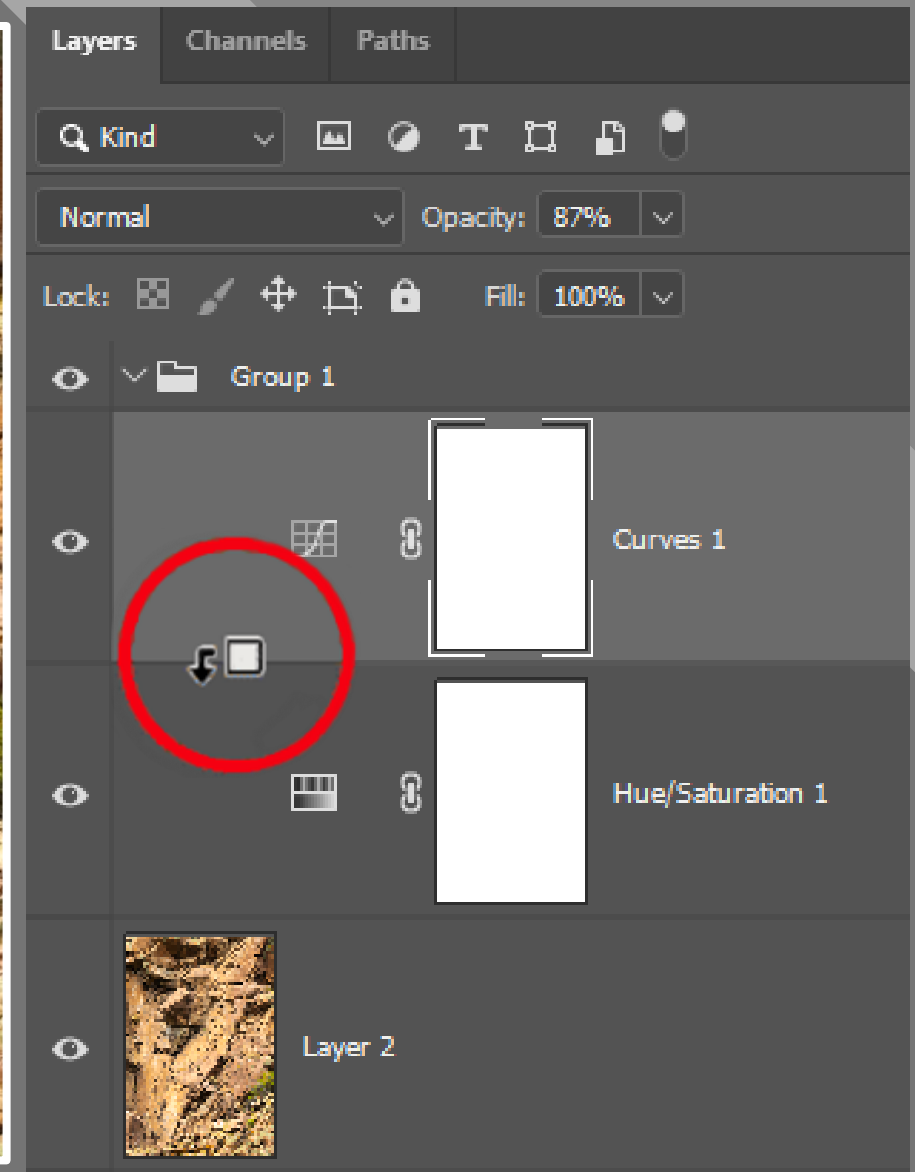 Layers Channels Paths
Kind
Normal Opacity: 87%
Lock: Fill: 100%
Group 1
Curves 1
Hue/Saturation 1
Layer 2